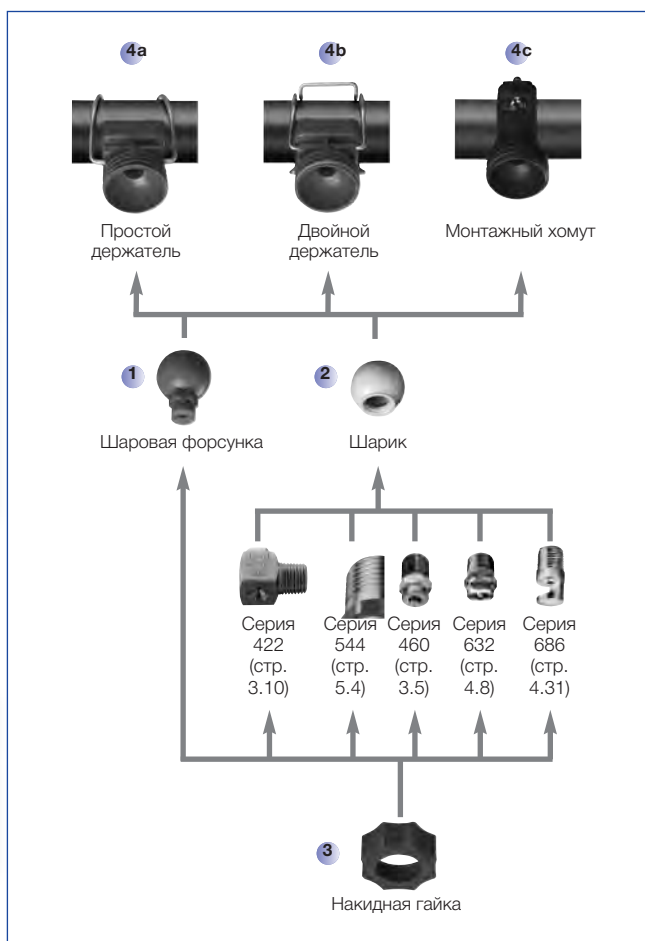 4a
4b
4c
Простой
держатель
Двойной
держатель
Монтажный хомут
1
2
Шаровая форсунка
Шарик
Серия
422
(стр.
3.10)
Серия
544
(стр.
5.4)
Серия
460
(стр.
3.5)
Серия
632
(стр.
4.8)
Серия
686
(стр.
4.31)
3
Накидная гайка